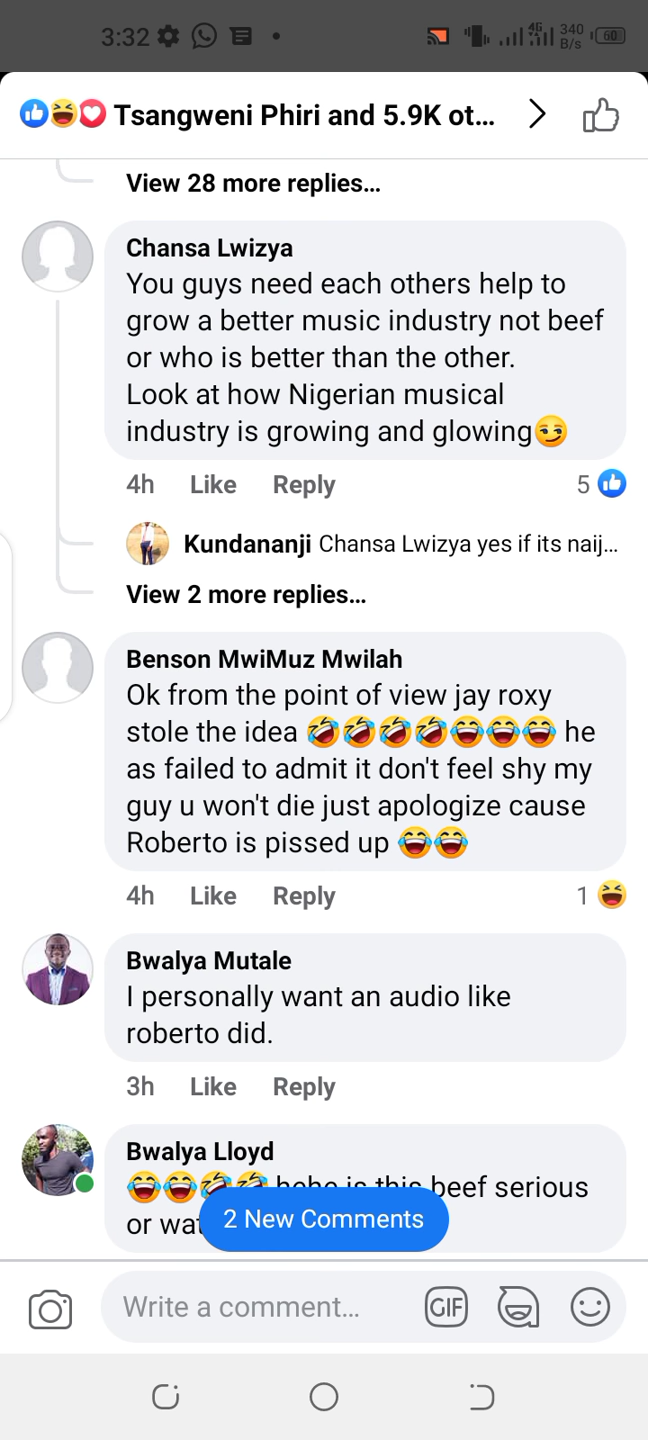 3:32 4G 340 B/s 60
Tsangweni Phiri and 5.9K ot...
View 28 more replies...
Chansa Lwizya
You guys need each others help to
grow a better music industry not beef
or who is better than the other.
Look at how Nigerian musical
industry is growing and glowing😏
4h Like Reply 5
Kundananji Chansa Lwizya yes if its naij...
View 2 more replies...
Benson MwiMuz Mwilah
Ok from the point of view jay roxy
stole the idea 🤣🤣🤣🤣😂😂😂 he
as failed to admit it don't feel shy my
guy u won't die just apologize cause
Roberto is pissed up 😂😂
4h Like Reply 1
Bwalya Mutale
I personally want an audio like
roberto did.
3h Like Reply
Bwalya Lloyd
😂😂🤣🤣 hehe is this beef serious
or wat
2 New Comments
Write a comment...
GIF